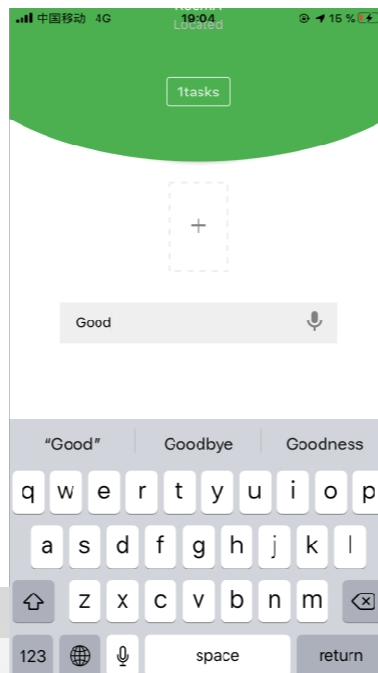 中国移动 4G 19:04 15 %
Located
1tasks
+
Good
“Good” Goodbye Goodness
q w e r t y u i o p
a s d f g h j k l
z x c v b n m
123 space return